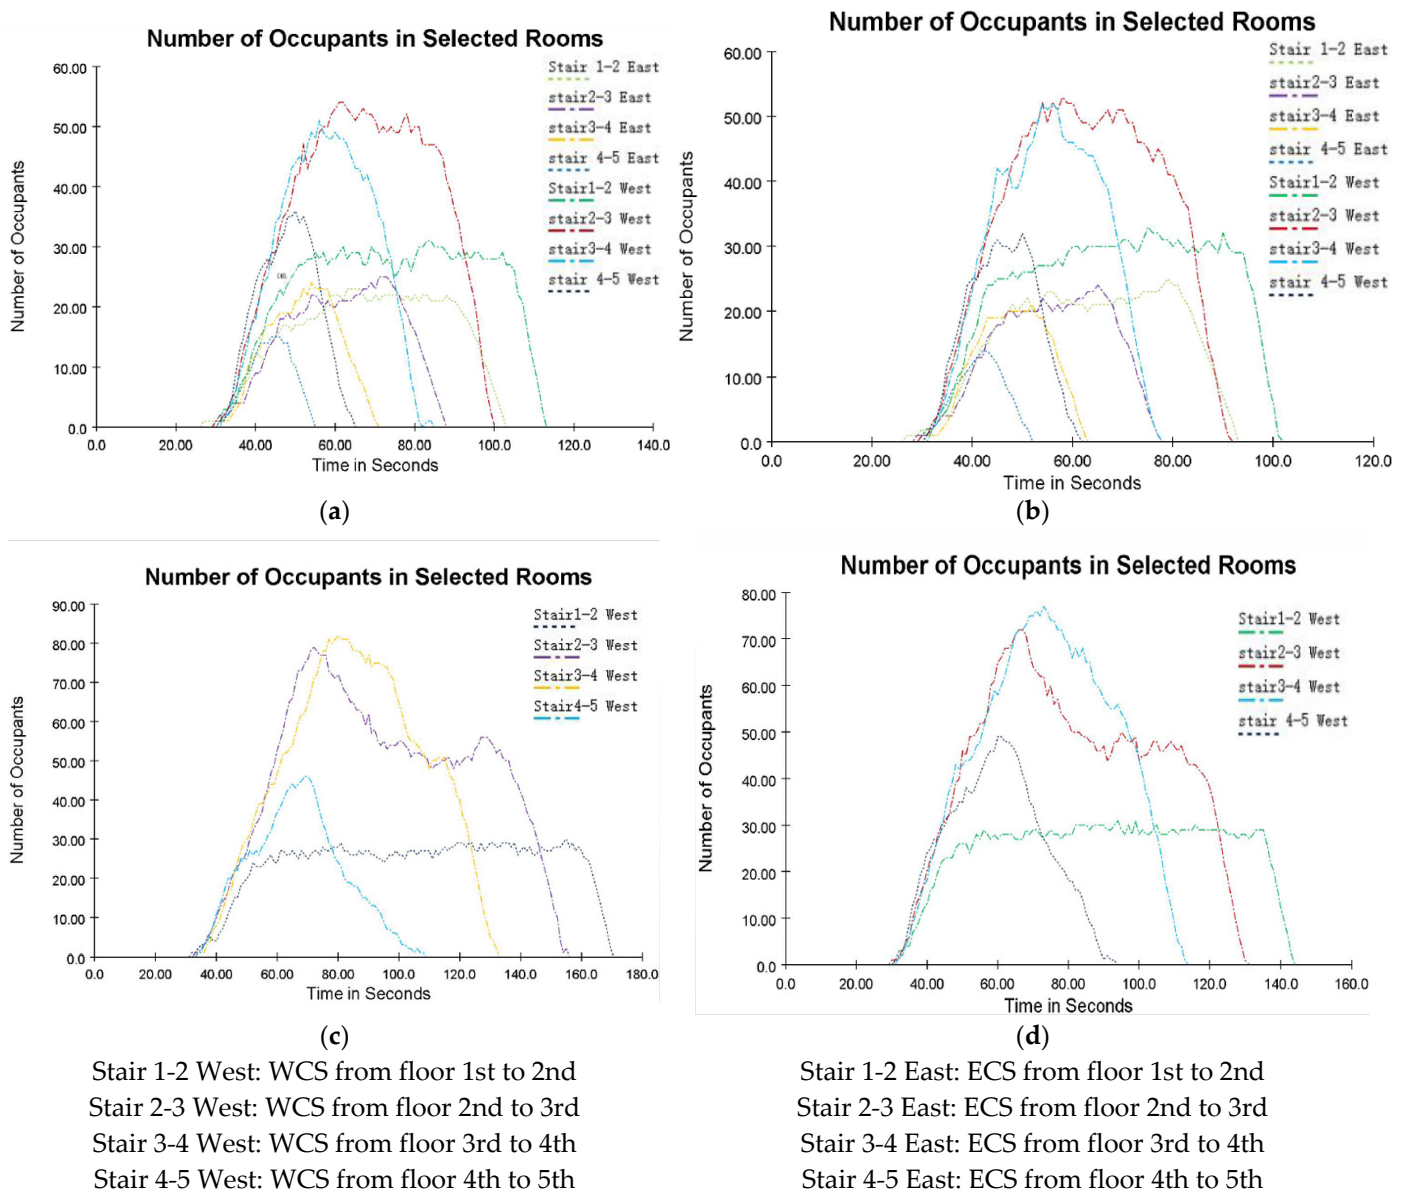 Number of Occupants in Selected Rooms
60.00
50.00
40.00
30.00
20.00
10.00
0.0
0.0 20.00 40.00 60.00 80.00 100.0 120.0 140.0
Number of Occupants
Time in Seconds
Stair 1-2 East
stair2-3 East
stair3-4 East
stair 4-5 East
Stair1-2 West
stair2-3 West
stair3-4 West
stair 4-5 West
(a)
Number of Occupants in Selected Rooms
60.00
50.00
40.00
30.00
20.00
10.00
0.0
0.0 20.00 40.00 60.00 80.00 100.0 120.0
Number of Occupants
Time in Seconds
Stair 1-2 East
stair2-3 East
stair3-4 East
stair 4-5 East
Stair1-2 West
stair2-3 West
stair3-4 West
stair 4-5 West
(b)
Number of Occupants in Selected Rooms
90.00
80.00
70.00
60.00
50.00
40.00
30.00
20.00
10.00
0.0
0.0 20.00 40.00 60.00 80.00 100.0 120.0 140.0 160.0 180.0
Number of Occupants
Time in Seconds
Stair1-2 West
Stair2-3 West
Stair3-4 West
Stair4-5 West
(c)
Number of Occupants in Selected Rooms
80.00
70.00
60.00
50.00
40.00
30.00
20.00
10.00
0.0
0.0 20.00 40.00 60.00 80.00 100.0 120.0 140.0 160.0
Number of Occupants
Time in Seconds
Stair1-2 West
stair2-3 West
stair3-4 West
stair 4-5 West
(d)
Stair 1-2 West: WCS from floor 1st to 2nd
Stair 2-3 West: WCS from floor 2nd to 3rd
Stair 3-4 West: WCS from floor 3rd to 4th
Stair 4-5 West: WCS from floor 4th to 5th
Stair 1-2 East: ECS from floor 1st to 2nd
Stair 2-3 East: ECS from floor 2nd to 3rd
Stair 3-4 East: ECS from floor 3rd to 4th
Stair 4-5 East: ECS from floor 4th to 5th